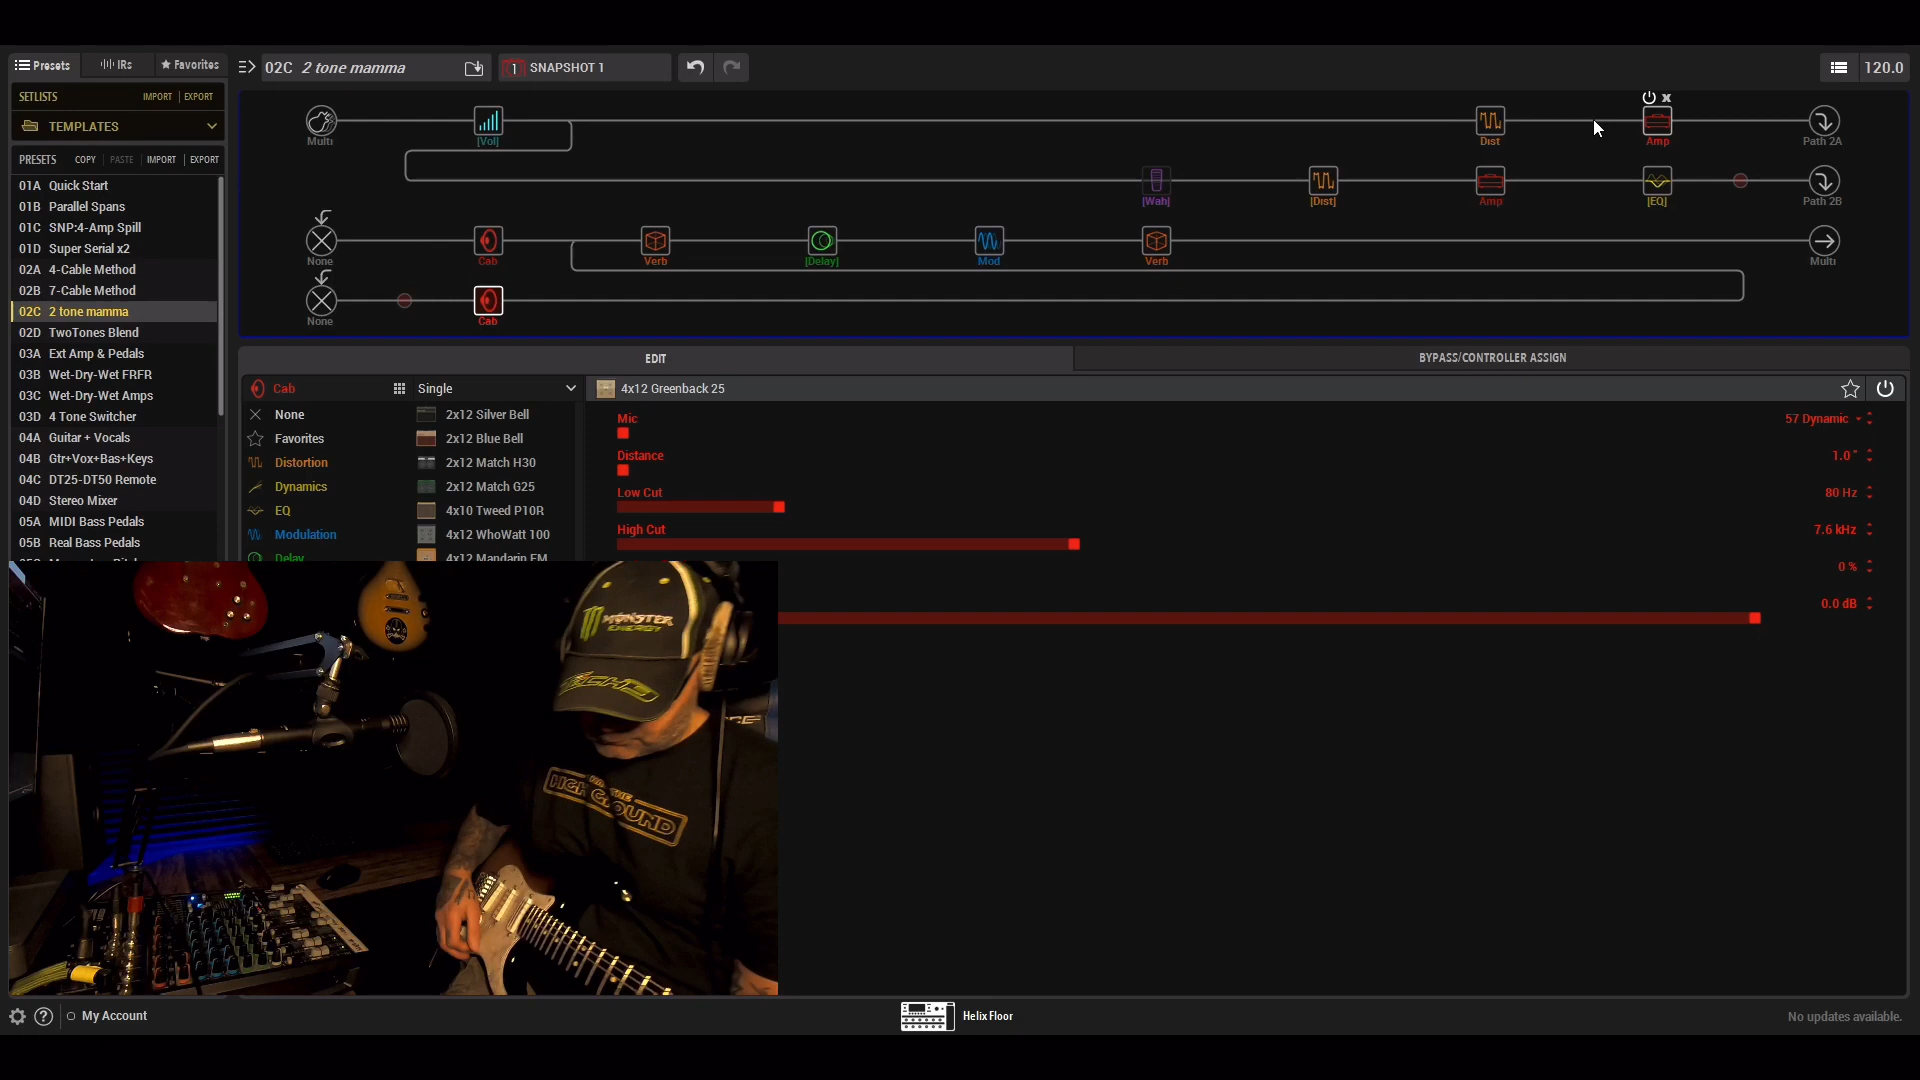 Presets
IRs
Favorites
02C 2 tone mamma
1 SNAPSHOT 1
120.0
SETLISTS IMPORT | EXPORT
TEMPLATES
PRESETS COPY PASTE IMPORT EXPORT
01A Quick Start
01B Parallel Spans
01C SNP:4-Amp Spill
01D Super Serial x2
02A 4-Cable Method
02B 7-Cable Method
02C 2 tone mamma
02D TwoTones Blend
03A Ext Amp & Pedals
03B Wet-Dry-Wet FRFR
03C Wet-Dry-Wet Amps
03D 4 Tone Switcher
04A Guitar + Vocals
04B Gtr+Vox+Bas+Keys
04C DT25-DT50 Remote
04D Stereo Mixer
05A MIDI Bass Pedals
05B Real Bass Pedals
Multi
[Vol]
Dist
Amp
Path 2A
[Wah]
[Dist]
Amp
[EQ]
Path 2B
None
Cab
Verb
[Delay]
Mod
Verb
Multi
None
Cab
EDIT
BYPASS/CONTROLLER ASSIGN
Cab
Single
4x12 Greenback 25
None
Favorites
Distortion
Dynamics
EQ
Modulation
Delay
2x12 Silver Bell
2x12 Blue Bell
2x12 Match H30
2x12 Match G25
4x10 Tweed P10R
4x12 WhoWatt 100
4x12 Mandarin EM
Mic 57 Dynamic
Distance 1.0"
Low Cut 80 Hz
High Cut 7.6 kHz
0 %
0.0 dB
MONSTER
ENERGY
TECH3
THE
HIGH GROUND
My Account
Helix Floor
No updates available.